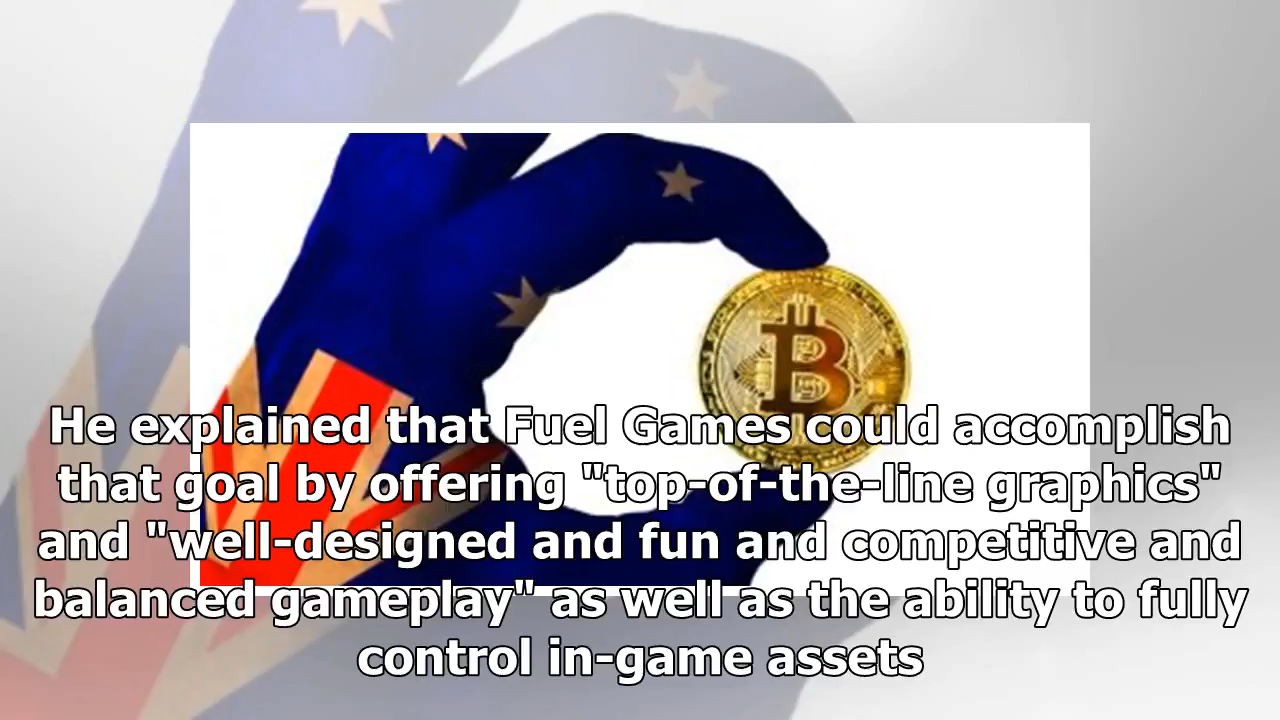 He explained that Fuel Games could accomplish
that goal by offering "top-of-the-line graphics"
and "well-designed and fun and competitive and
balanced gameplay" as well as the ability to fully
control in-game assets